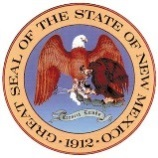 GREAT SEAL OF THE STATE OF NEW MEXICO
·1912·